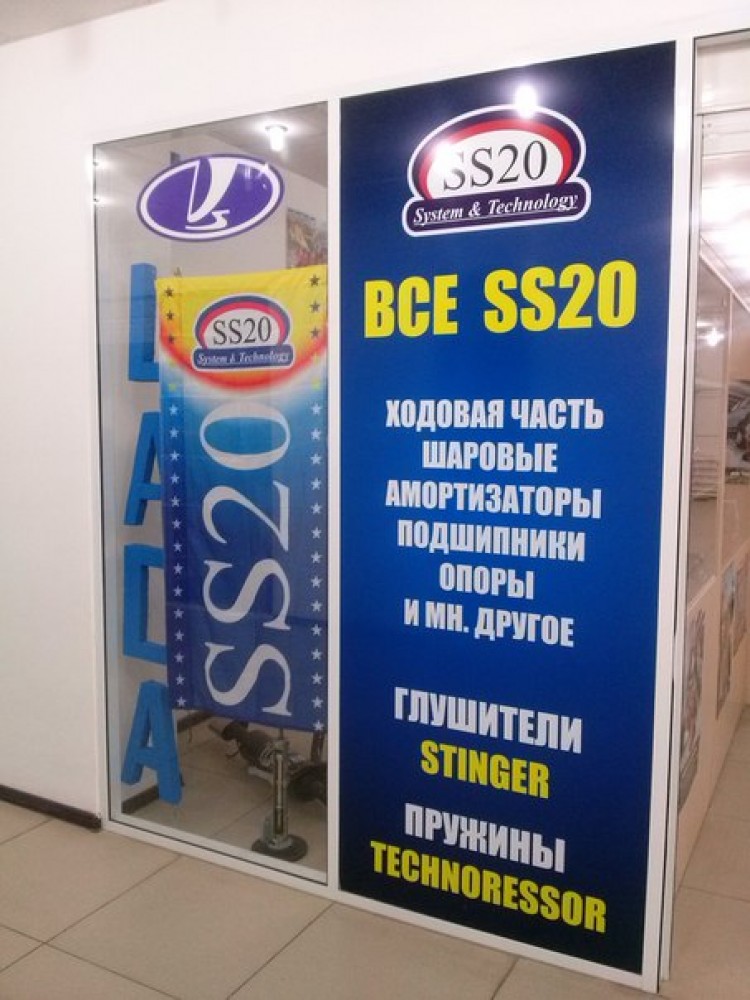 SS20
System & Technology
ВСЕ SS20
ХОДОВАЯ ЧАСТЬ
ШАРОВЫЕ
АМОРТИЗАТОРЫ
ПОДШИПНИКИ
ОПОРЫ
И МН. ДРУГОЕ
ГЛУШИТЕЛИ
STINGER
ПРУЖИНЫ
TECHNORESSOR
LADA
SS20
System & Technology
SS20